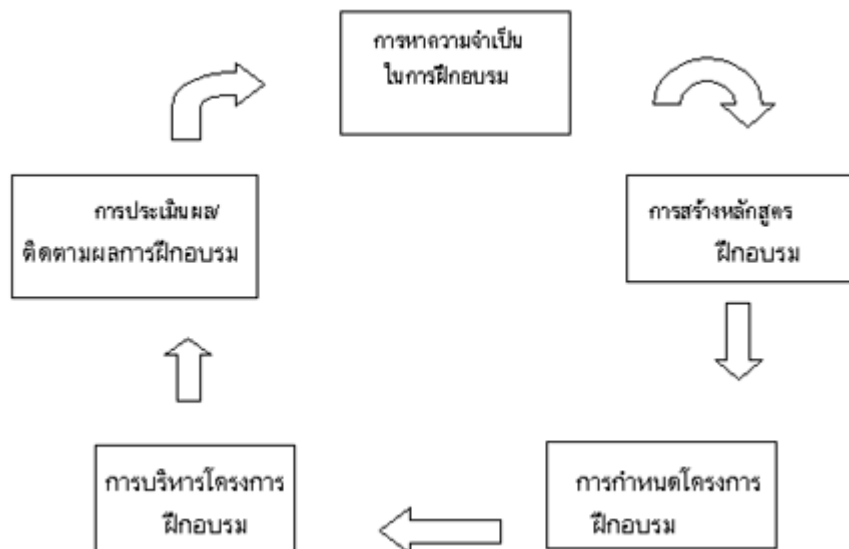 การหาความจำเป็น
ในการฝึกอบรม
การสร้างหลักสูตร
ฝึกอบรม
การกำหนดโครงการ
ฝึกอบรม
การบริหารโครงการ
ฝึกอบรม
การประเมินผล/
ติดตามผลการฝึกอบรม